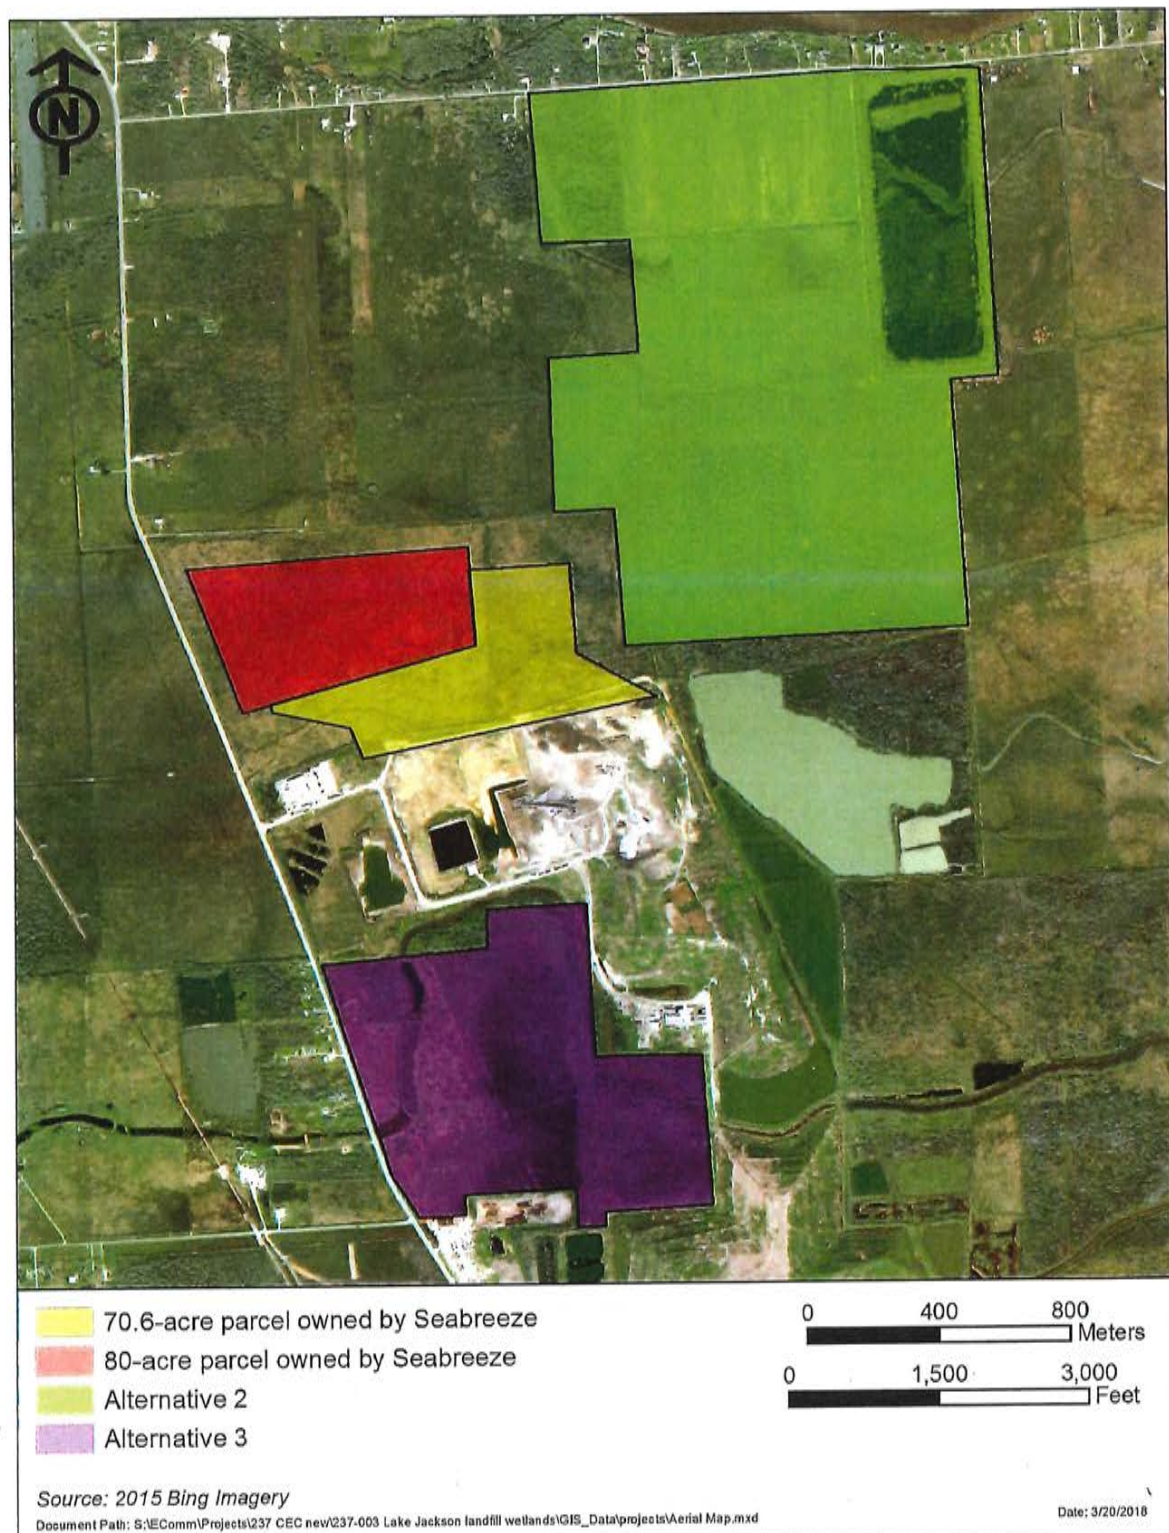 N
70.6-acre parcel owned by Seabreeze
80-acre parcel owned by Seabreeze
Alternative 2
Alternative 3
0 400 800
Meters
0 1,500 3,000
Feet
Source: 2015 Bing Imagery
Document Path: S:\EComm\Projects\237 CEC new\237-003 Lake Jackson landfill wetlands\GIS_Data\projects\Aerial Map.mxd
Date: 3/20/2018